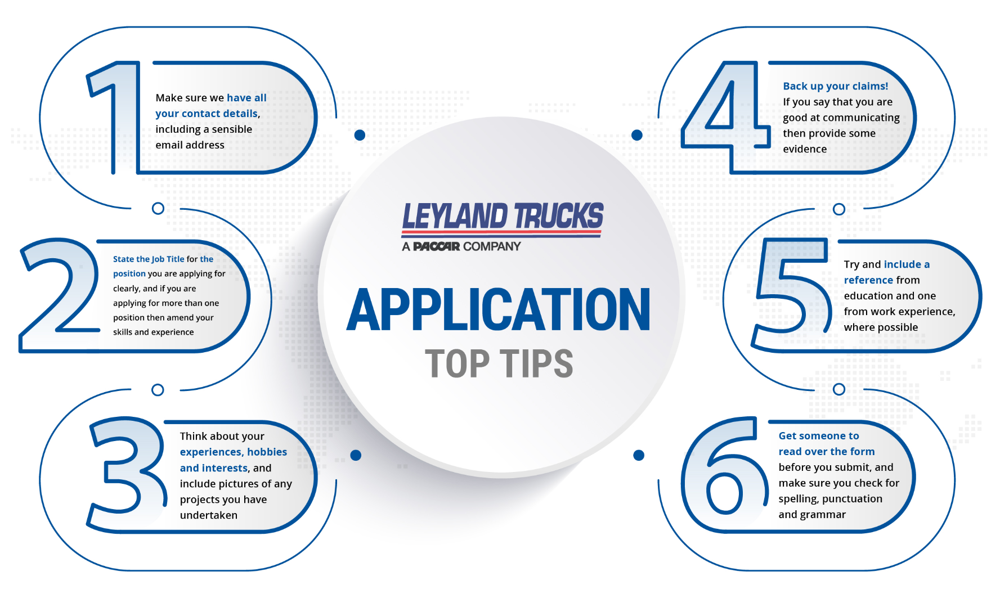 1
Make sure we have all
your contact details,
including a sensible
email address
2
State the Job Title for the
position you are applying for
clearly, and if you are
applying for more than one
position then amend your
skills and experience
3
Think about your
experiences, hobbies
and interests, and
include pictures of any
projects you have
undertaken
LEYLAND TRUCKS
A PACCAR COMPANY
APPLICATION
TOP TIPS
4
Back up your claims!
If you say that you are
good at communicating
then provide some
evidence
5
Try and include a
reference from
education and one
from work experience,
where possible
6
Get someone to
read over the form
before you submit, and
make sure you check for
spelling, punctuation
and grammar